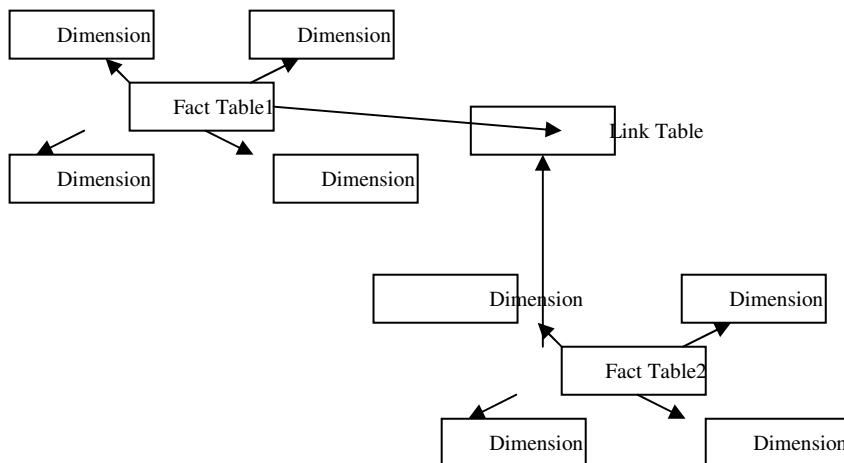 Dimension
Dimension
Fact Table1
Link Table
Dimension
Dimension
Dimension
Dimension
Fact Table2
Dimension
Dimension